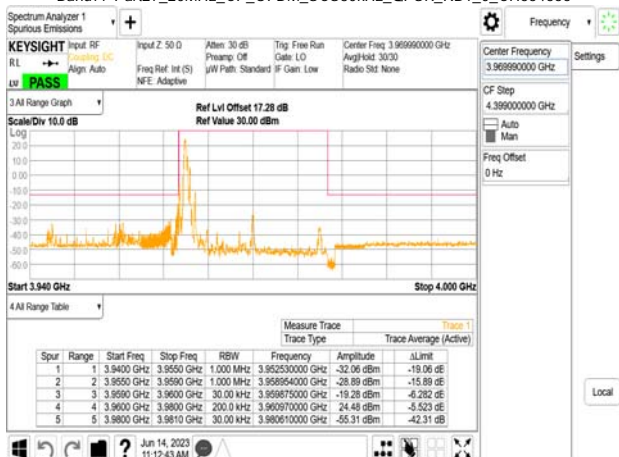 Spectrum Analyzer 1
Spurious Emissions
Frequency
KEYSIGHT
Input: RF
Coupling: DC
Align: Auto
Input Z: 50 Ω
Freq Ref: Int (S)
NFE: Adaptive
Atten: 30 dB
Preamp: Off
µW Path: Standard
Trig: Free Run
Gate: LO
IF Gain: Low
Center Freq: 3.969990000 GHz
Avg|Hold: 30/30
Radio Std: None
RL
PASS
Center Frequency
3.969990000 GHz
Settings
CF Step
4.399000000 GHz
Auto
Man
Freq Offset
0 Hz
Local
3 All Range Graph
Scale/Div 10.0 dB
Ref Lvl Offset 17.28 dB
Ref Value 30.00 dBm
Log
20.0
10.0
0.00
-10.0
-20.0
-30.0
-40.0
-50.0
-60.0
Start 3.940 GHz
Stop 4.000 GHz
4 All Range Table
Measure Trace Trace 1
Trace Type Trace Average (Active)
Spur Range Start Freq Stop Freq RBW Frequency Amplitude ΔLimit
1 1 3.9400 GHz 3.9550 GHz 1.000 MHz 3.952530000 GHz -32.06 dBm -19.06 dB
2 2 3.9550 GHz 3.9590 GHz 1.000 MHz 3.958954000 GHz -28.89 dBm -15.89 dB
3 3 3.9590 GHz 3.9600 GHz 30.00 kHz 3.959875000 GHz -19.28 dBm -6.282 dB
4 4 3.9600 GHz 3.9800 GHz 200.0 kHz 3.960970000 GHz 24.48 dBm -5.523 dB
5 5 3.9800 GHz 3.9810 GHz 30.00 kHz 3.980610000 GHz -55.31 dBm -42.31 dB
Jun 14, 2023
11:12:43 AM